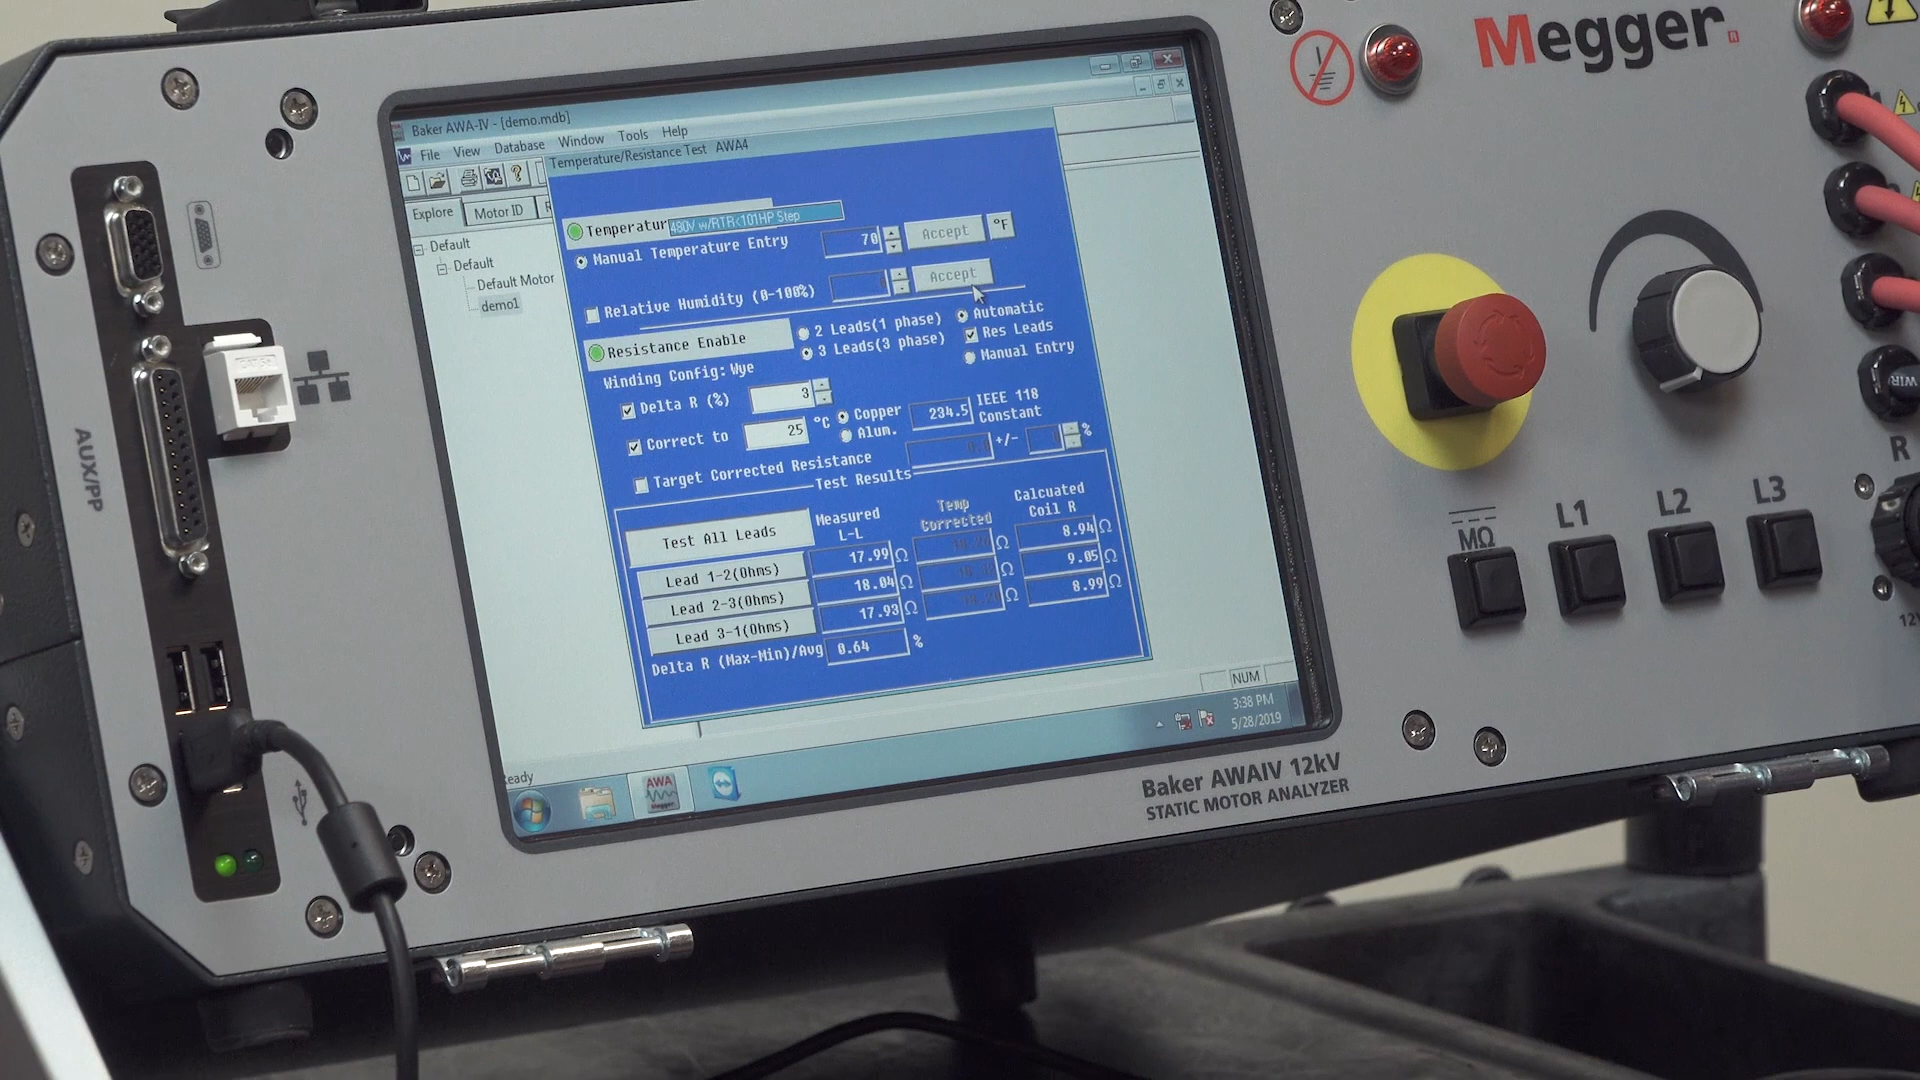 Megger
Baker AWA-IV - [demo.mdb]
File View Database Window Tools Help
Temperature/Resistance Test AWA4
Explore
Motor ID
Default
Default
Default Motor
demo1
480V w/RTR<101HP Step
Manual Temperature Entry 70 Accept °F
Relative Humidity (0-100%) Accept
Resistance Enable
2 Leads(1 phase)
3 Leads(3 phase)
Automatic
Res Leads
Manual Entry
Winding Config: Wye
Delta R (%) 3
Correct to 25 °C
Copper
Alum.
234.5
IEEE 118
Constant
Target Corrected Resistance
+/- %
Test Results
Test All Leads
Measured
L-L
Temp
Corrected
Calcuated
Coil R
Lead 1-2(Ohms) 17.99 Ω Ω 8.94 Ω
Lead 2-3(Ohms) 18.04 Ω Ω 9.05 Ω
Lead 3-1(Ohms) 17.93 Ω Ω 8.99 Ω
Delta R (Max-Min)/Avg 0.64 %
NUM
3:38 PM
5/28/2019
eady
AWA
Megger
Baker AWAIV 12kV
STATIC MOTOR ANALYZER
AUX/PP
MΩ
L1
L2
L3
R